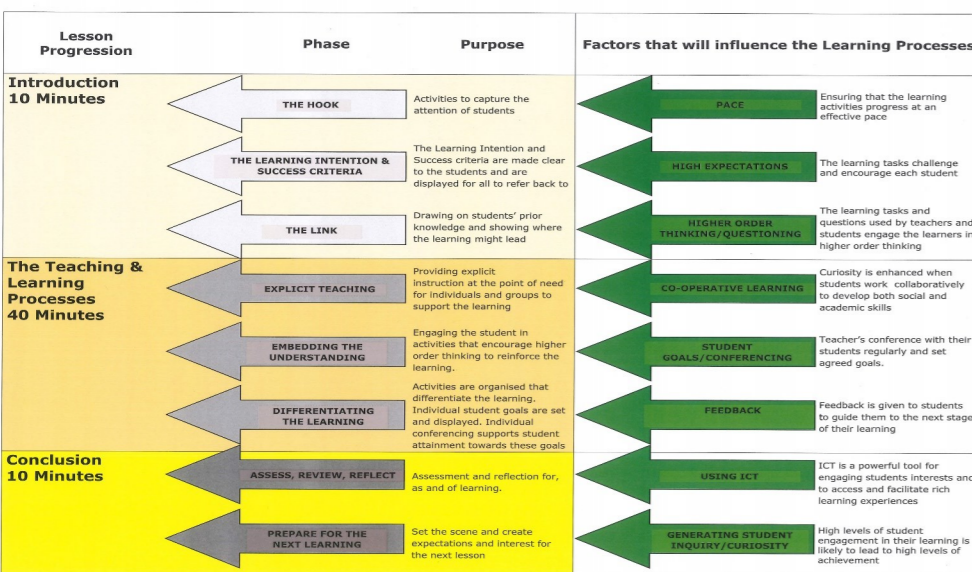 Lesson
Progression
Phase
Purpose
Factors that will influence the Learning Processes
Introduction
10 Minutes
THE HOOK
Activities to capture the
attention of students
PACE
Ensuring that the learning
activities progress at an
effective pace
THE LEARNING INTENTION &
SUCCESS CRITERIA
The Learning Intention and
Success criteria are made clear
to the students and are
displayed for all to refer back to
HIGH EXPECTATIONS
The learning tasks challenge
and encourage each student
THE LINK
Drawing on students' prior
knowledge and showing where
the learning might lead
HIGHER ORDER
THINKING/QUESTIONING
The learning tasks and
questions used by teachers and
students engage the learners in
higher order thinking
The Teaching &
Learning
Processes
40 Minutes
EXPLICIT TEACHING
Providing explicit
instruction at the point of need
for individuals and groups to
support the learning
CO-OPERATIVE LEARNING
Curiosity is enhanced when
students work collaboratively
to develop both social and
academic skills
EMBEDDING THE
UNDERSTANDING
Engaging the student in
activities that encourage higher
order thinking to reinforce the
learning.
STUDENT
GOALS/CONFERENCING
Teacher's conference with their
students regularly and set
agreed goals.
DIFFERENTIATING
THE LEARNING
Activities are organised that
differentiate the learning.
Individual student goals are set
and displayed. Individual
conferencing supports student
attainment towards these goals
FEEDBACK
Feedback is given to students
to guide them to the next stage
of their learning
Conclusion
10 Minutes
ASSESS, REVIEW, REFLECT
Assessment and reflection for,
as and of learning.
USING ICT
ICT is a powerful tool for
engaging students interests and
to access and facilitate rich
learning experiences
PREPARE FOR THE
NEXT LEARNING
Set the scene and create
expectations and interest for
the next lesson
GENERATING STUDENT
INQUIRY/CURIOSITY
High levels of student
engagement in their learning is
likely to lead to high levels of
achievement